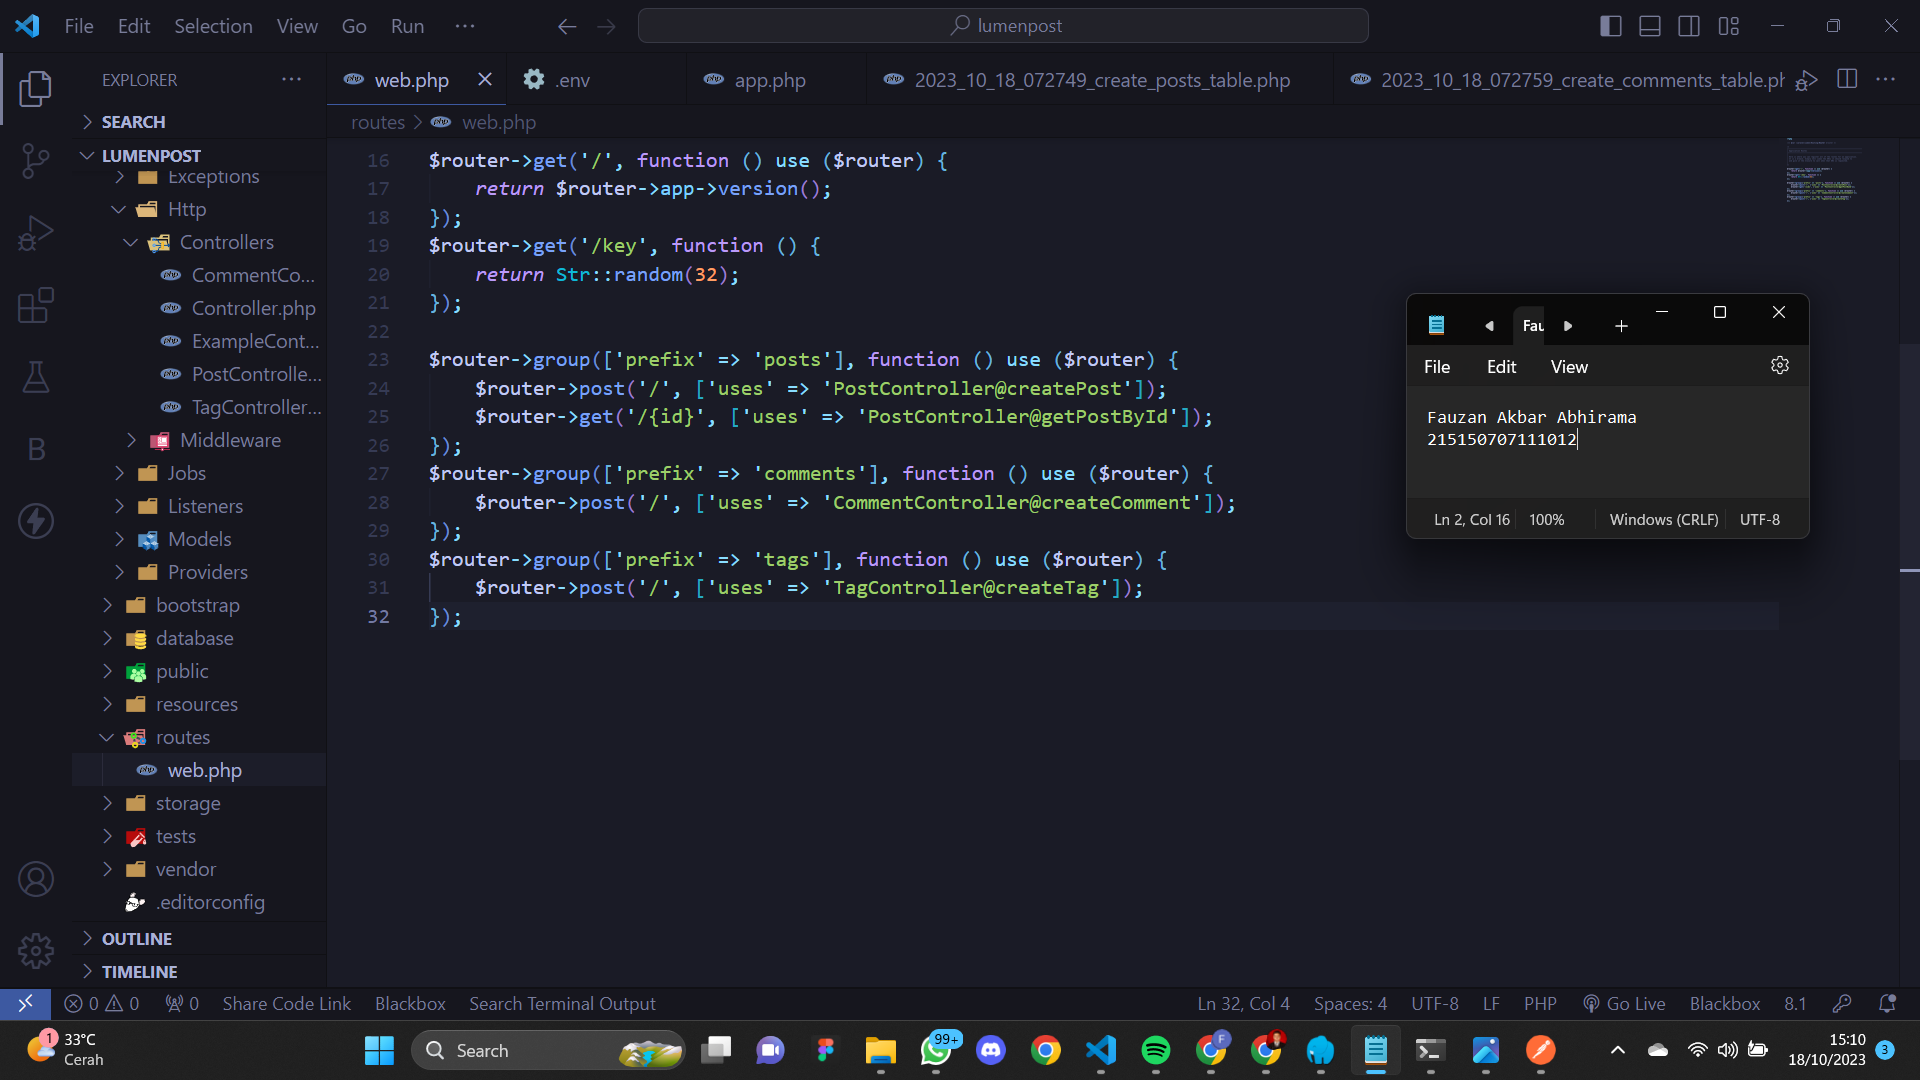 File Edit Selection View Go Run ··· lumenpost
EXPLORER ···
SEARCH
LUMENPOST
Exceptions
Http
Controllers
CommentCo...
Controller.php
ExampleCont...
PostControlle...
TagController...
Middleware
Jobs
Listeners
Models
Providers
bootstrap
database
public
resources
routes
web.php
storage
tests
vendor
.editorconfig
OUTLINE
TIMELINE
web.php .env app.php 2023_10_18_072749_create_posts_table.php 2023_10_18_072759_create_comments_table.ph
routes > web.php
16 $router->get('/', function () use ($router) {
17     return $router->app->version();
18 });
19 $router->get('/key', function () {
20     return Str::random(32);
21 });
22
23 $router->group(['prefix' => 'posts'], function () use ($router) {
24     $router->post('/', ['uses' => 'PostController@createPost']);
25     $router->get('/{id}', ['uses' => 'PostController@getPostById']);
26 });
27 $router->group(['prefix' => 'comments'], function () use ($router) {
28     $router->post('/', ['uses' => 'CommentController@createComment']);
29 });
30 $router->group(['prefix' => 'tags'], function () use ($router) {
31     $router->post('/', ['uses' => 'TagController@createTag']);
32 });
Fau
File Edit View
Fauzan Akbar Abhirama
215150707111012
Ln 2, Col 16 100% Windows (CRLF) UTF-8
0 0 0 Share Code Link Blackbox Search Terminal Output Ln 32, Col 4 Spaces: 4 UTF-8 LF PHP Go Live Blackbox 8.1
1 33°C
Cerah
Search
99+
F
15:10
18/10/2023
3